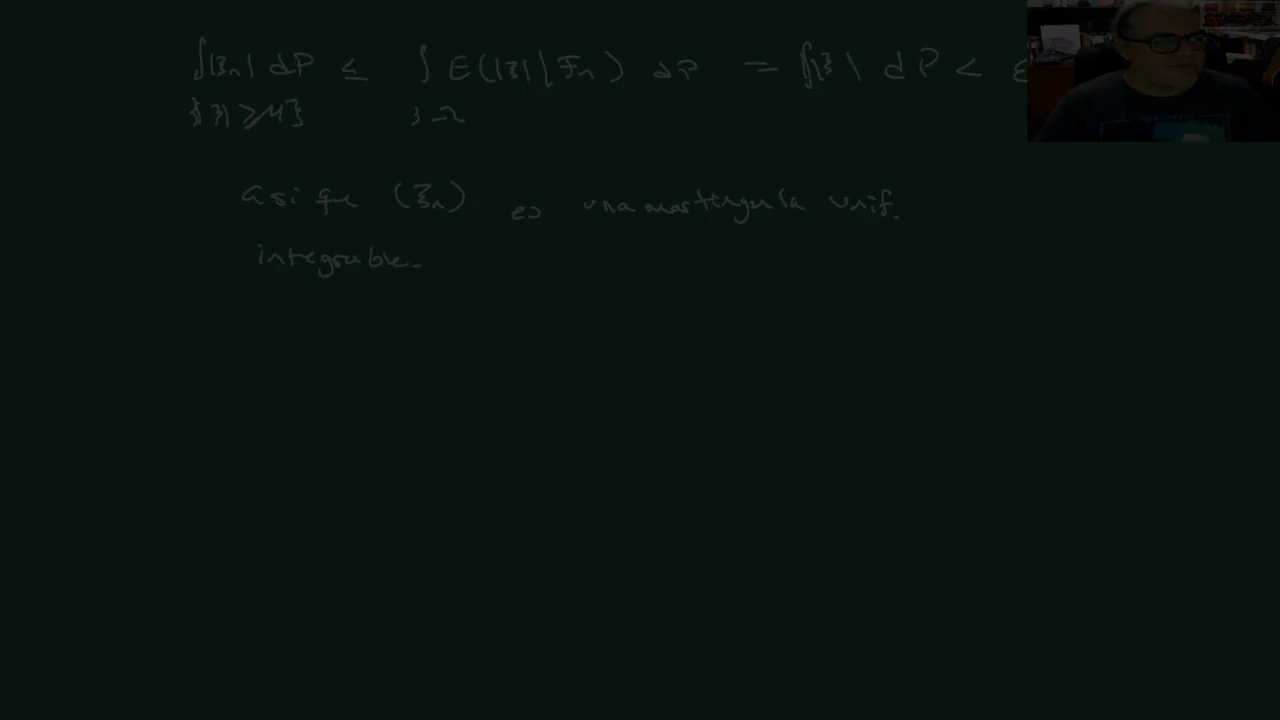 ∫|ξₙ| dP ≤ ∫ E(|ξ| | Fₙ) dP = ∫|ξ| dP < ε
{|ξ| ≥ M} Ω
así que (ξₙ) es una martingala unif.
integrable.